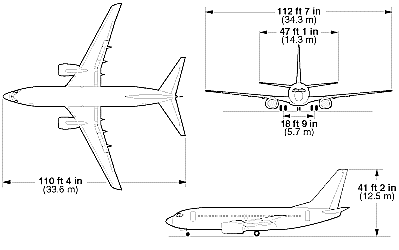 112 ft 7 in
(34.3 m)
47 ft 1 in
(14.3 m)
18 ft 9 in
(5.7 m)
110 ft 4 in
(33.6 m)
41 ft 2 in
(12.5 m)